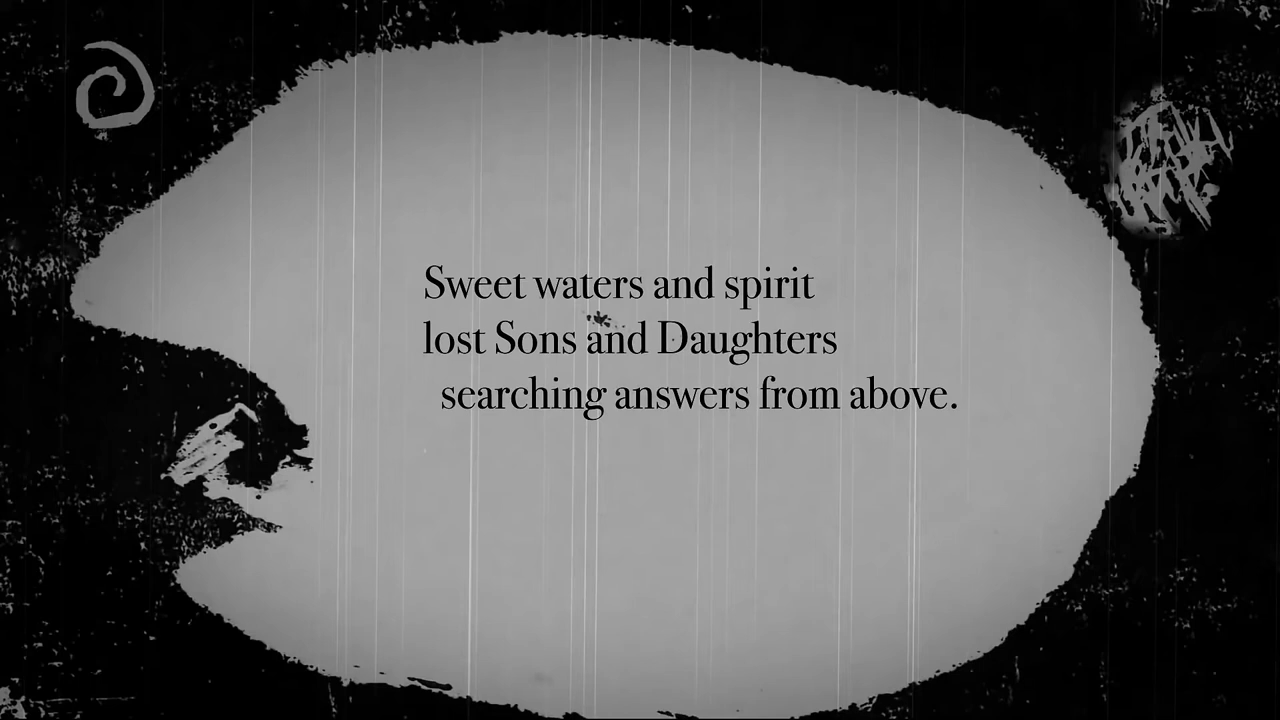 Sweet waters and spirit
lost Sons and Daughters
searching answers from above.